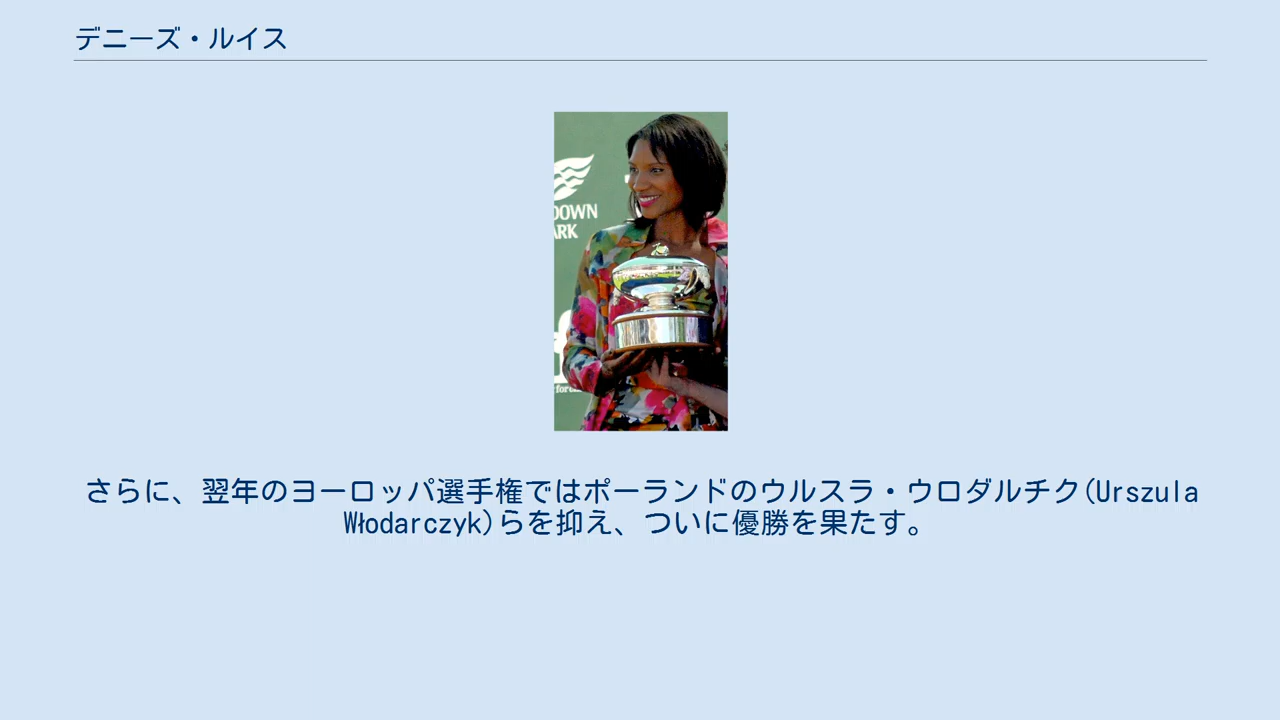 デニーズ・ルイス
DOWN
ARK
さらに、翌年のヨーロッパ選手権ではポーランドのウルスラ・ウロダルチク(Urszula
Włodarczyk)らを抑え、ついに優勝を果たす。